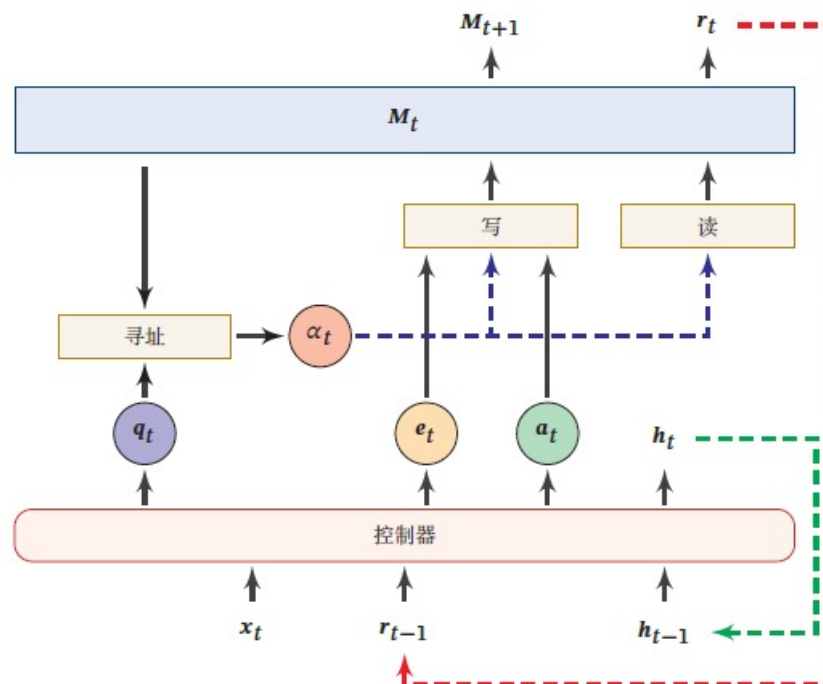 M_{t+1} r_t
M_t
写 读
寻址 α_t
q_t e_t a_t h_t
控制器
x_t r_{t−1} h_{t−1}